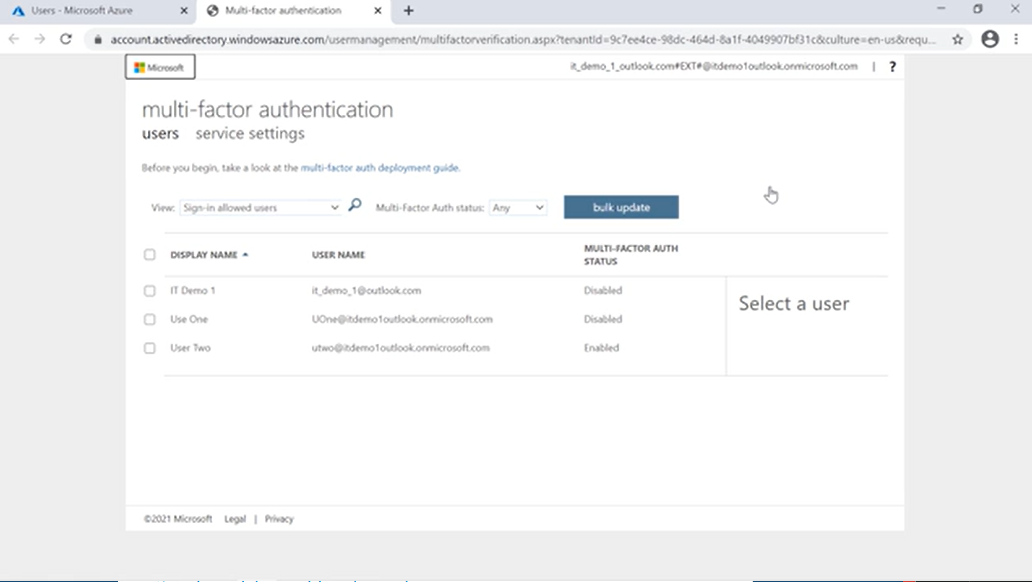 Users - Microsoft Azure
Multi-factor authentication
account.activedirectory.windowsazure.com/usermanagement/multifactorverification.aspx?tenantId=9c7ee4ce-98dc-464d-8a1f-4049907bf31c&culture=en-us&requ...
Microsoft
it_demo_1_outlook.com#EXT#@itdemo1outlook.onmicrosoft.com | ?
multi-factor authentication
users service settings
Before you begin, take a look at the multi-factor auth deployment guide.
View: Sign-in allowed users Multi-Factor Auth status: Any bulk update
DISPLAY NAME USER NAME MULTI-FACTOR AUTH
STATUS
IT Demo 1 it_demo_1@outlook.com Disabled
Select a user
Use One UOne@itdemo1outlook.onmicrosoft.com Disabled
User Two utwo@itdemo1outlook.onmicrosoft.com Enabled
©2021 Microsoft Legal | Privacy